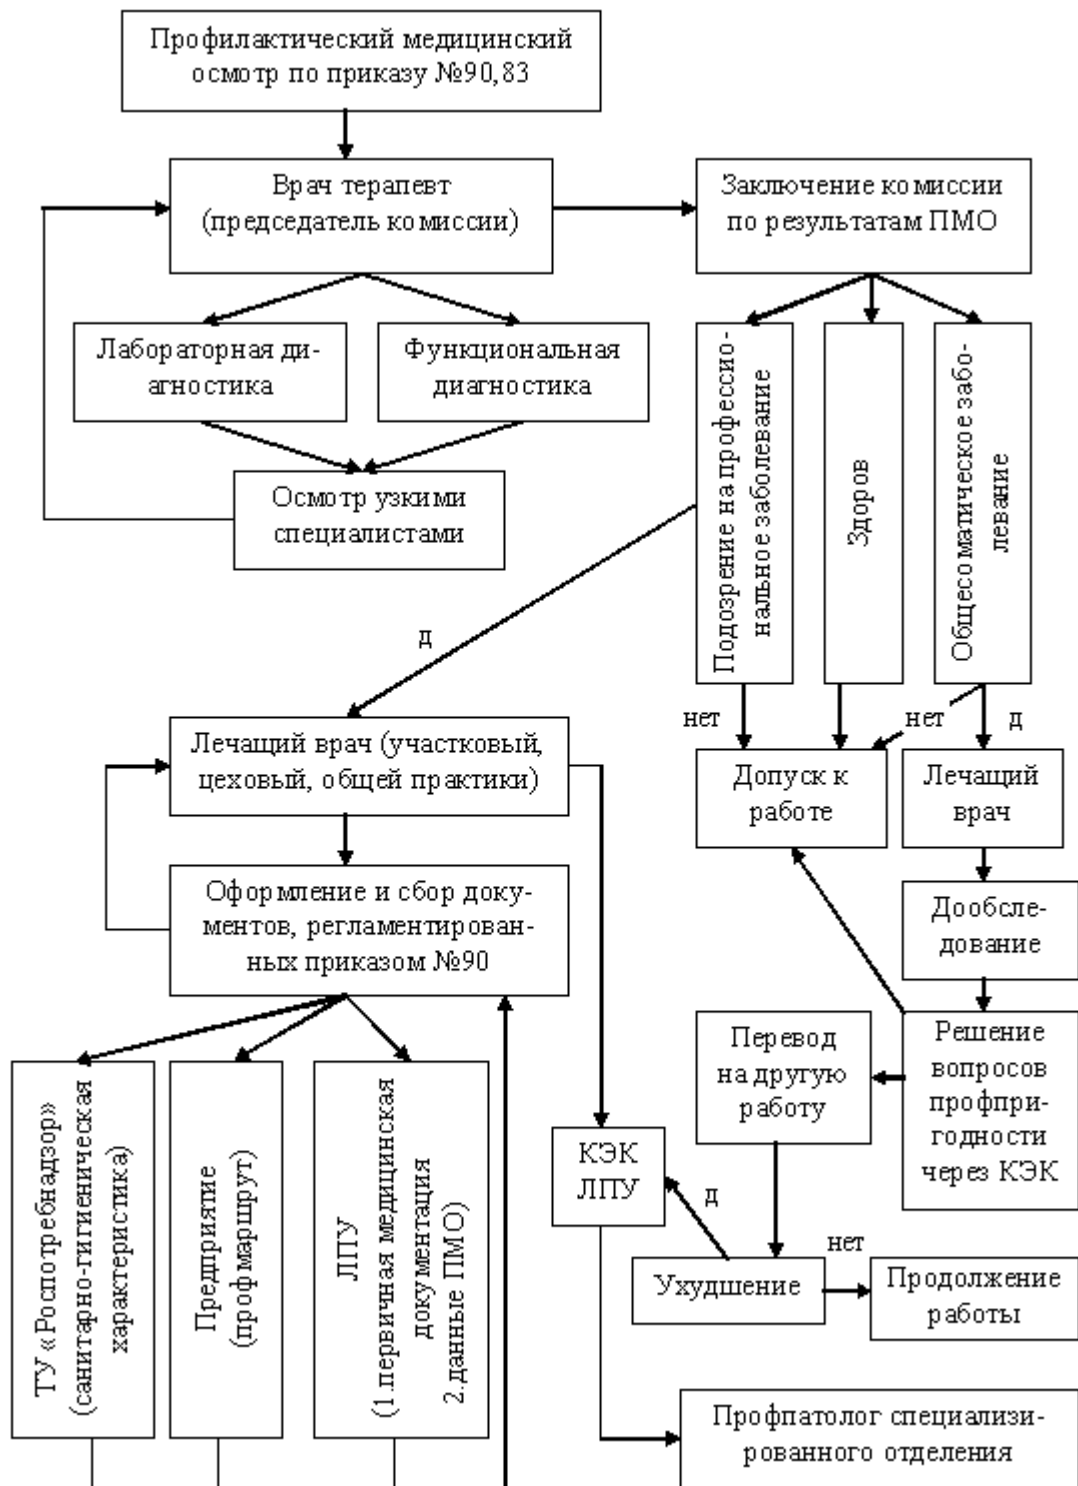 Профилактический медицинский
осмотр по приказу №90,83
Врач терапевт
(председатель комиссии)
Заключение комиссии
по результатам ПМО
Лабораторная ди-
агностика
Функциональная
диагностика
Осмотр узкими
специалистами
Подозрение на профессио-
нальное заболевание
Здоров
Общесоматическое забо-
левание
д
нет
нет
д
Лечащий врач (участковый,
цеховый, общей практики)
Допуск к
работе
Лечащий
врач
Оформление и сбор доку-
ментов, регламентирован-
ных приказом №90
Дообсле-
дование
Перевод
на другую
работу
Решение
вопросов
профпри-
годности
через КЭК
ТУ «Роспотребнадзор»
(санитарно-гигиеническая
характеристика)
Предприятие
(профмаршрут)
ЛПУ
(1.первичная медицинская
документация
2.данные ПМО)
КЭК
ЛПУ
д
нет
Ухудшение
Продолжение
работы
Профпатолог специализи-
рованного отделения